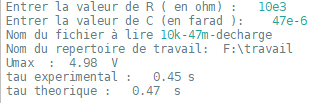 Entrer la valeur de R ( en ohm) : 10e3
Entrer la valeur de C (en farad ): 47e-6
Nom du fichier à lire 10k-47m-decharge
Nom du repertoire de travail: F:\travail
Umax : 4.98 V
tau experimental : 0.45 s
tau theorique : 0.47 s